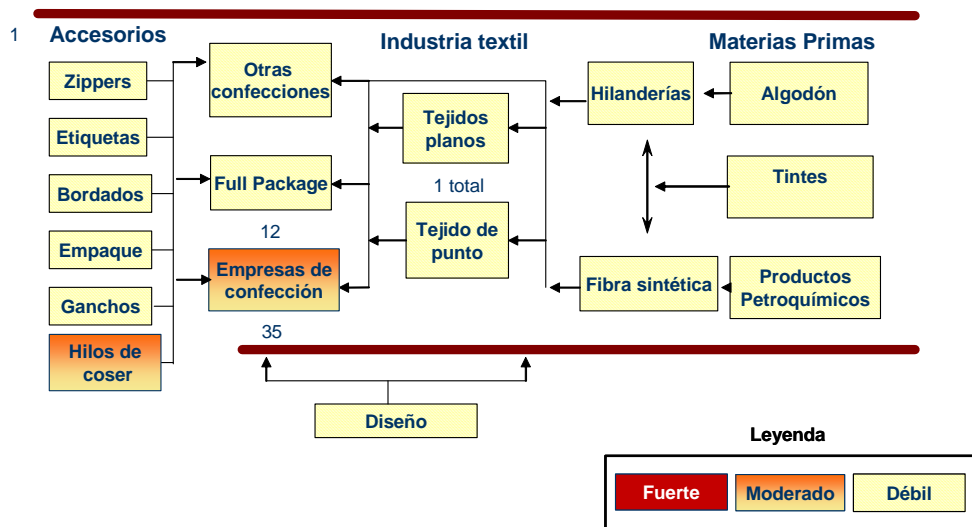 1
Accesorios
Industria textil
Materias Primas
Zippers
Etiquetas
Bordados
Empaque
Ganchos
Hilos de
coser
Otras
confecciones
Full Package
12
Empresas de
confección
35
Tejidos
planos
1 total
Tejido de
punto
Hilanderías
Fibra sintética
Algodón
Tintes
Productos
Petroquímicos
Diseño
Leyenda
Fuerte
Moderado
Débil